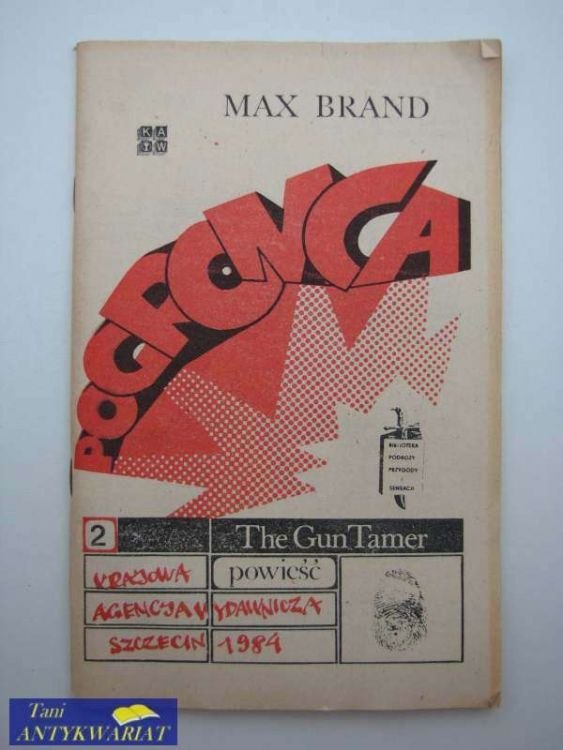 MAX BRAND
KA
W
POGROMCA
BIBLIOTEKA
PODRÓŻY
PRZYGODY
SENSACJI
2 The Gun Tamer
KRAJOWA powieść
AGENCJA WYDAWNICZA
SZCZECIN 1984
Tani
ANTYKWARIAT